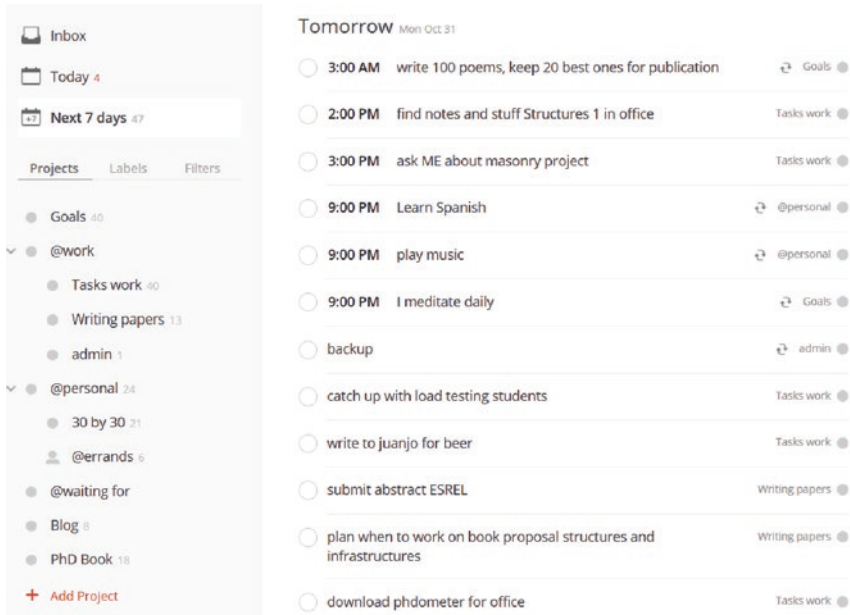 Inbox
Today 4
Next 7 days 47
Projects Labels Filters
Goals 40
@work
Tasks work 40
Writing papers 13
admin 1
@personal 24
30 by 30 21
@errands 6
@waiting for
Blog 8
PhD Book 18
+ Add Project
Tomorrow Mon Oct 31
3:00 AM write 100 poems, keep 20 best ones for publication Goals
2:00 PM find notes and stuff Structures 1 in office Tasks work
3:00 PM ask ME about masonry project Tasks work
9:00 PM Learn Spanish @personal
9:00 PM play music @personal
9:00 PM I meditate daily Goals
backup admin
catch up with load testing students Tasks work
write to juanjo for beer Tasks work
submit abstract ESREL Writing papers
plan when to work on book proposal structures and Writing papers
infrastructures
download phdometer for office Tasks work